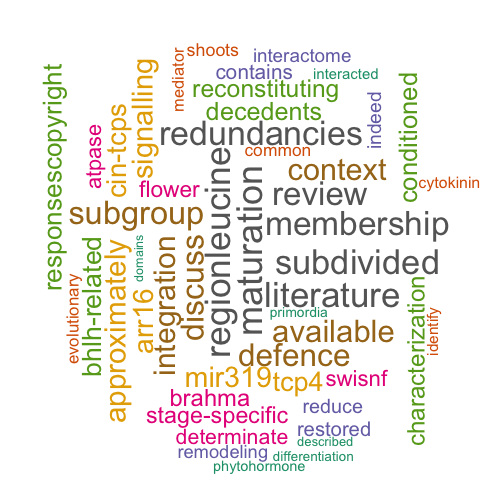 shoots
interactome
contains
interacted
mediator
reconstituting
decedents
signalling
responsescopyright
cin-tcps
atpase
redundancies
indeed
conditioned
common
context
cytokinin
flower
review
subgroup
regionleucine
maturation
membership
domains
discuss
subdivided
bhlh-related
integration
arr16
approximately
evolutionary
literature
primordia
available
characterization
identify
defence
mir319
tcp4
swisnf
brahma
reduce
stage-specific
restored
determinate
described
remodeling
differentiation
phytohormone